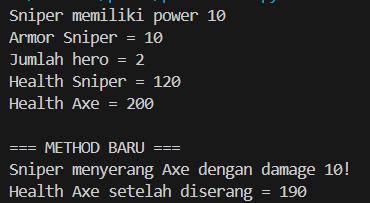 Sniper memiliki power 10
Armor Sniper = 10
Jumlah hero = 2
Health Sniper = 120
Health Axe = 200
=== METHOD BARU ===
Sniper menyerang Axe dengan damage 10!
Health Axe setelah diserang = 190